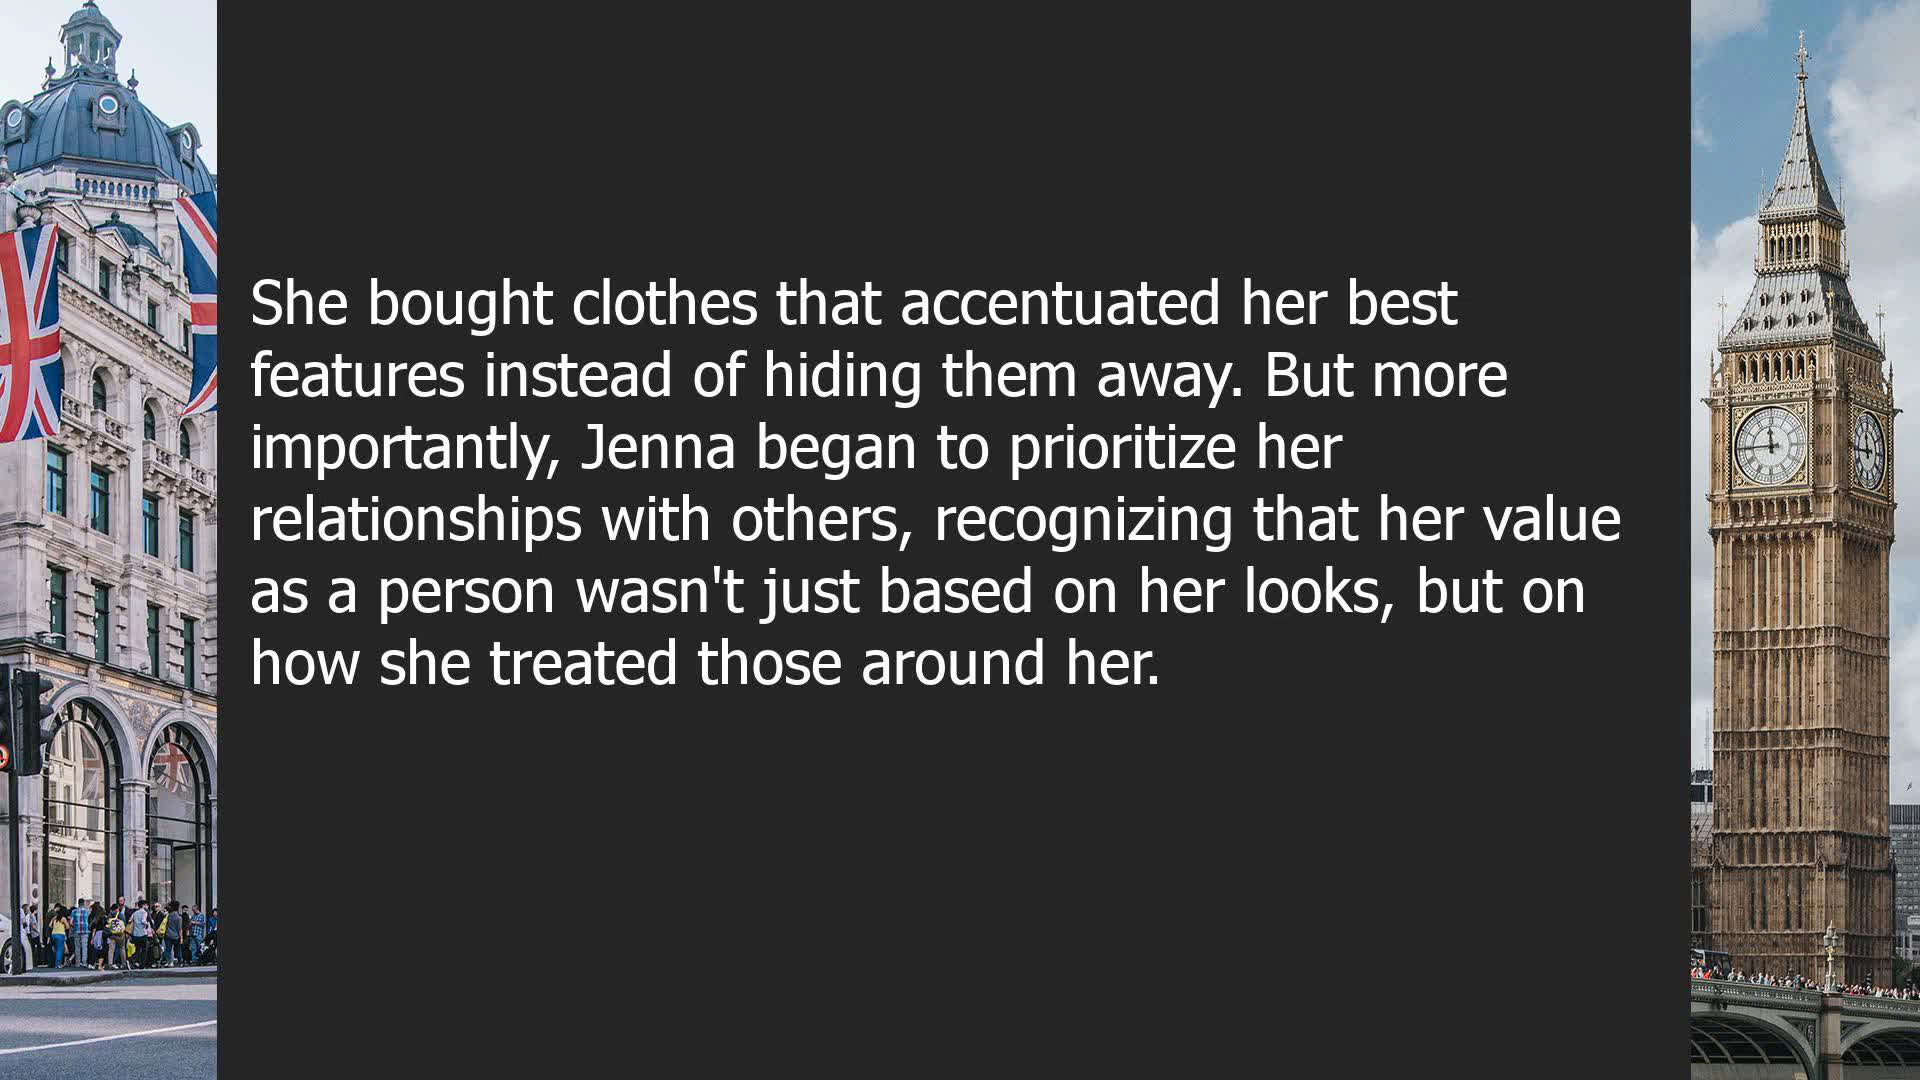 She bought clothes that accentuated her best
features instead of hiding them away. But more
importantly, Jenna began to prioritize her
relationships with others, recognizing that her value
as a person wasn't just based on her looks, but on
how she treated those around her.